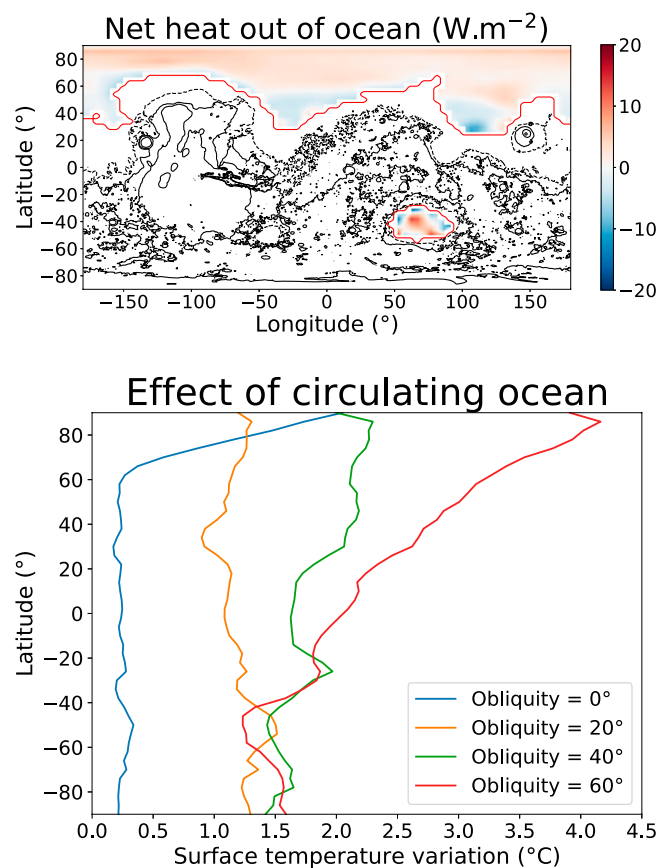 Net heat out of ocean (W.m⁻²)
80
60
40
20
0
−20
−40
−60
−80
Latitude (°)
−150 −100 −50 0 50 100 150
Longitude (°)
20
10
0
−10
−20
Effect of circulating ocean
80
60
40
20
0
−20
−40
−60
−80
Latitude (°)
Obliquity = 0°
Obliquity = 20°
Obliquity = 40°
Obliquity = 60°
0.0 0.5 1.0 1.5 2.0 2.5 3.0 3.5 4.0 4.5
Surface temperature variation (°C)